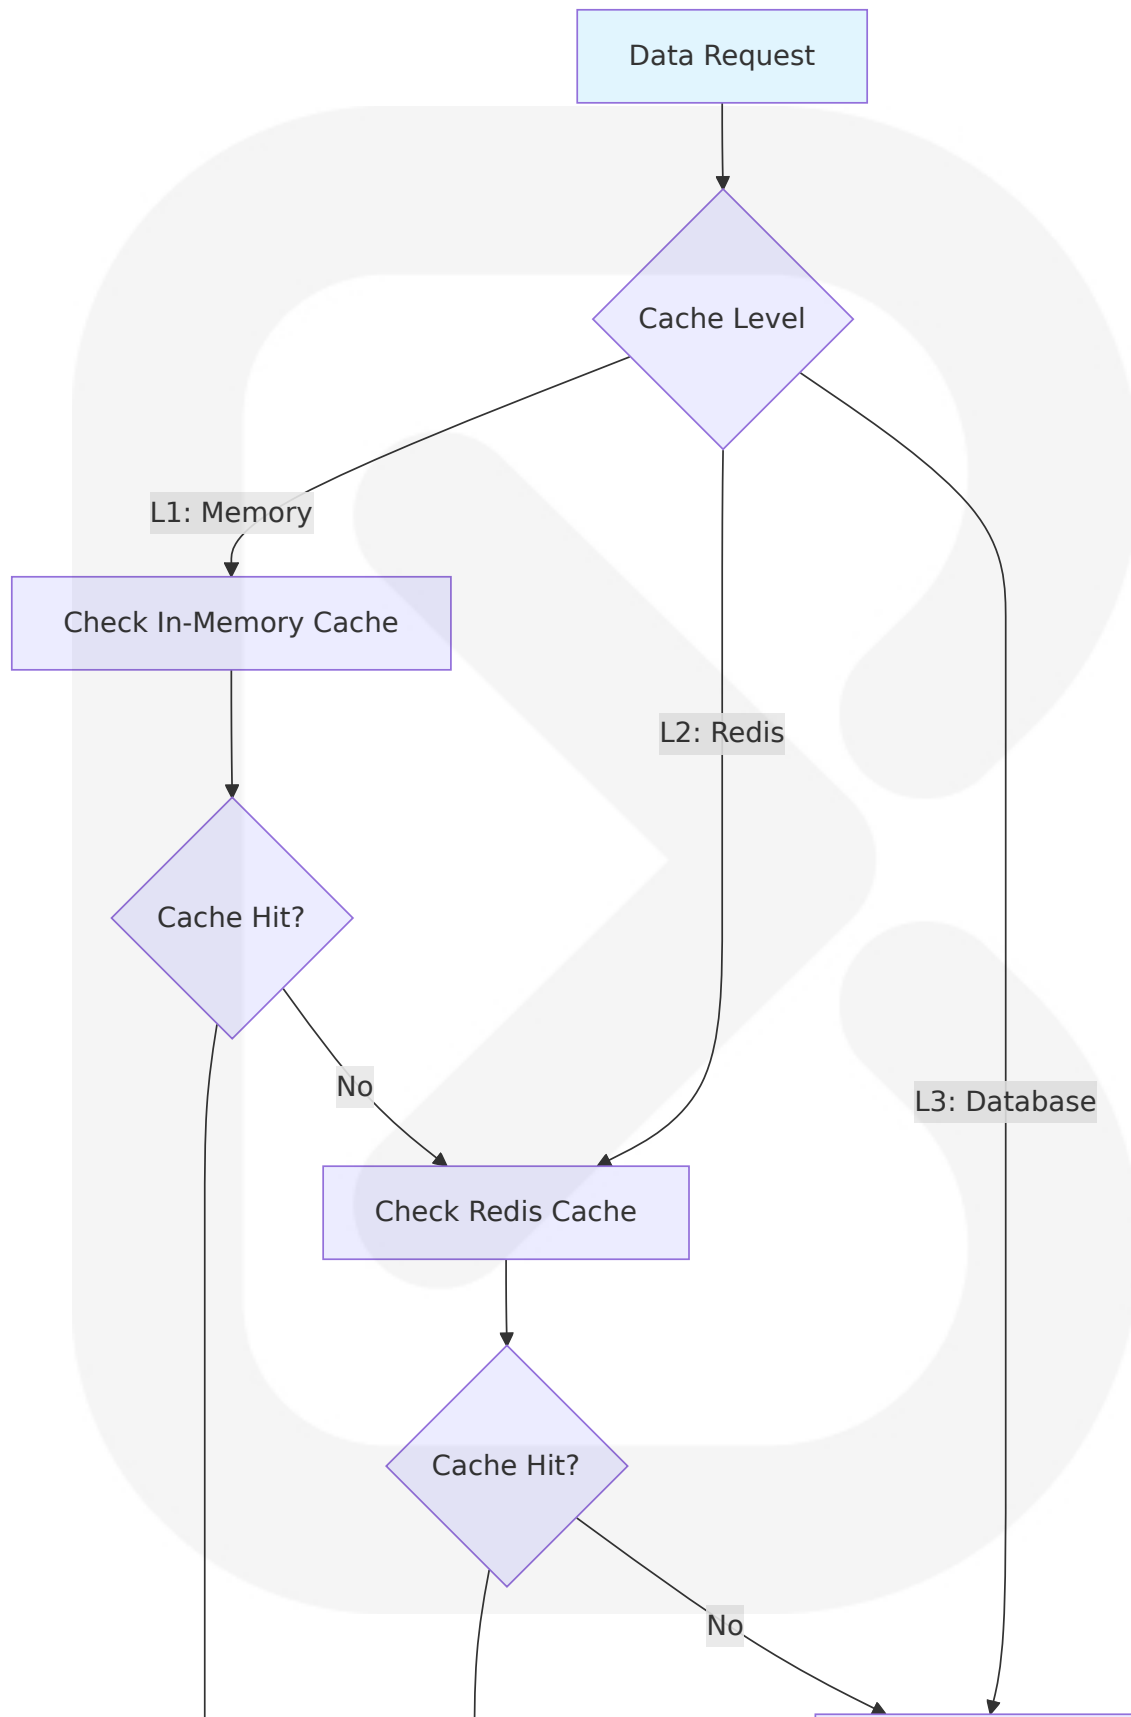 Data Request
Cache Level
L1: Memory
Check In-Memory Cache
L2: Redis
Cache Hit?
No
L3: Database
Check Redis Cache
Cache Hit?
No